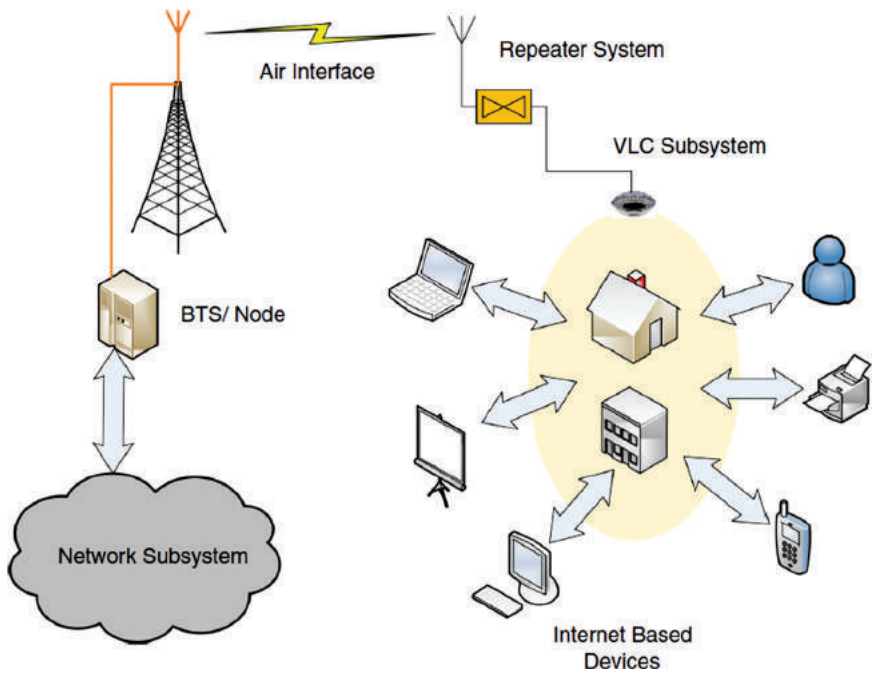 Air Interface
Repeater System
VLC Subsystem
BTS/ Node
Network Subsystem
Internet Based
Devices